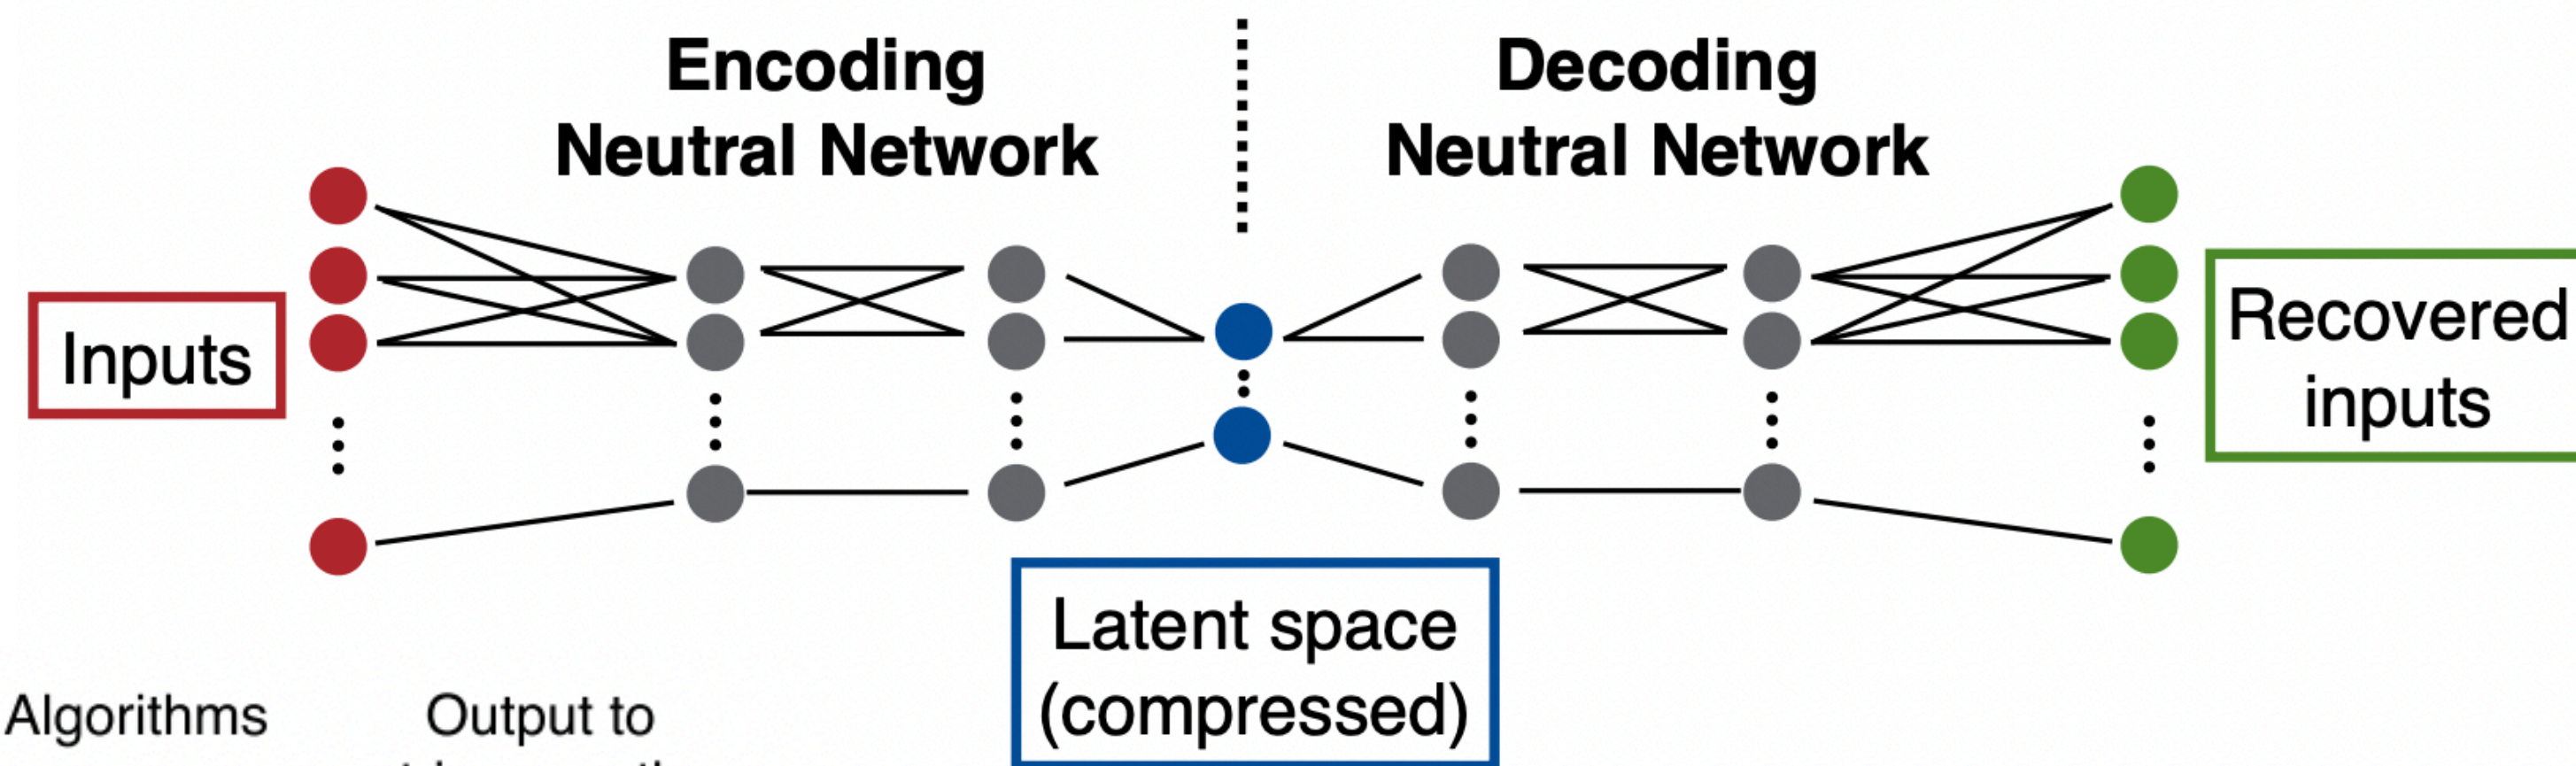 Encoding
Neutral Network
Decoding
Neutral Network
Inputs
Recovered
inputs
Latent space
(compressed)
Algorithms
Output to